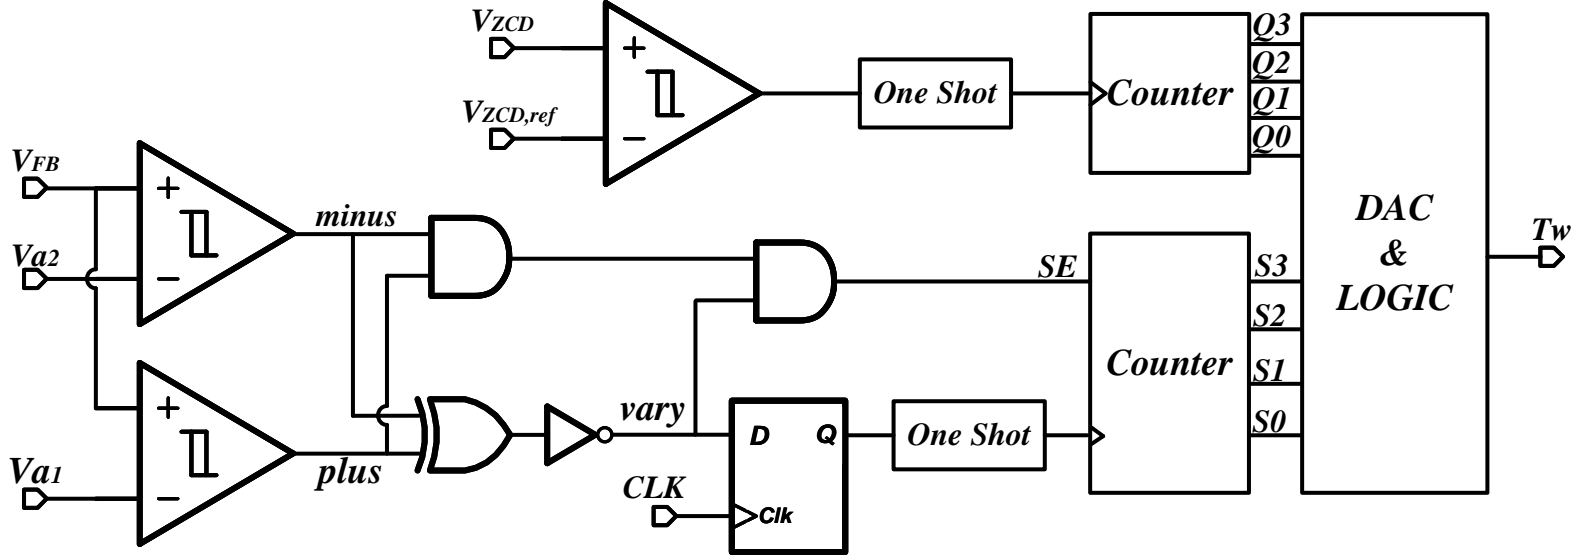 VZCD
+
VZCD,ref
−
One Shot
Counter
Q3
Q2
Q1
Q0
VFB
+
Va2
−
minus
DAC
&
LOGIC
Tw
SE
Counter
S3
S2
S1
S0
+
Va1
−
plus
vary
D Q
Clk
CLK
One Shot